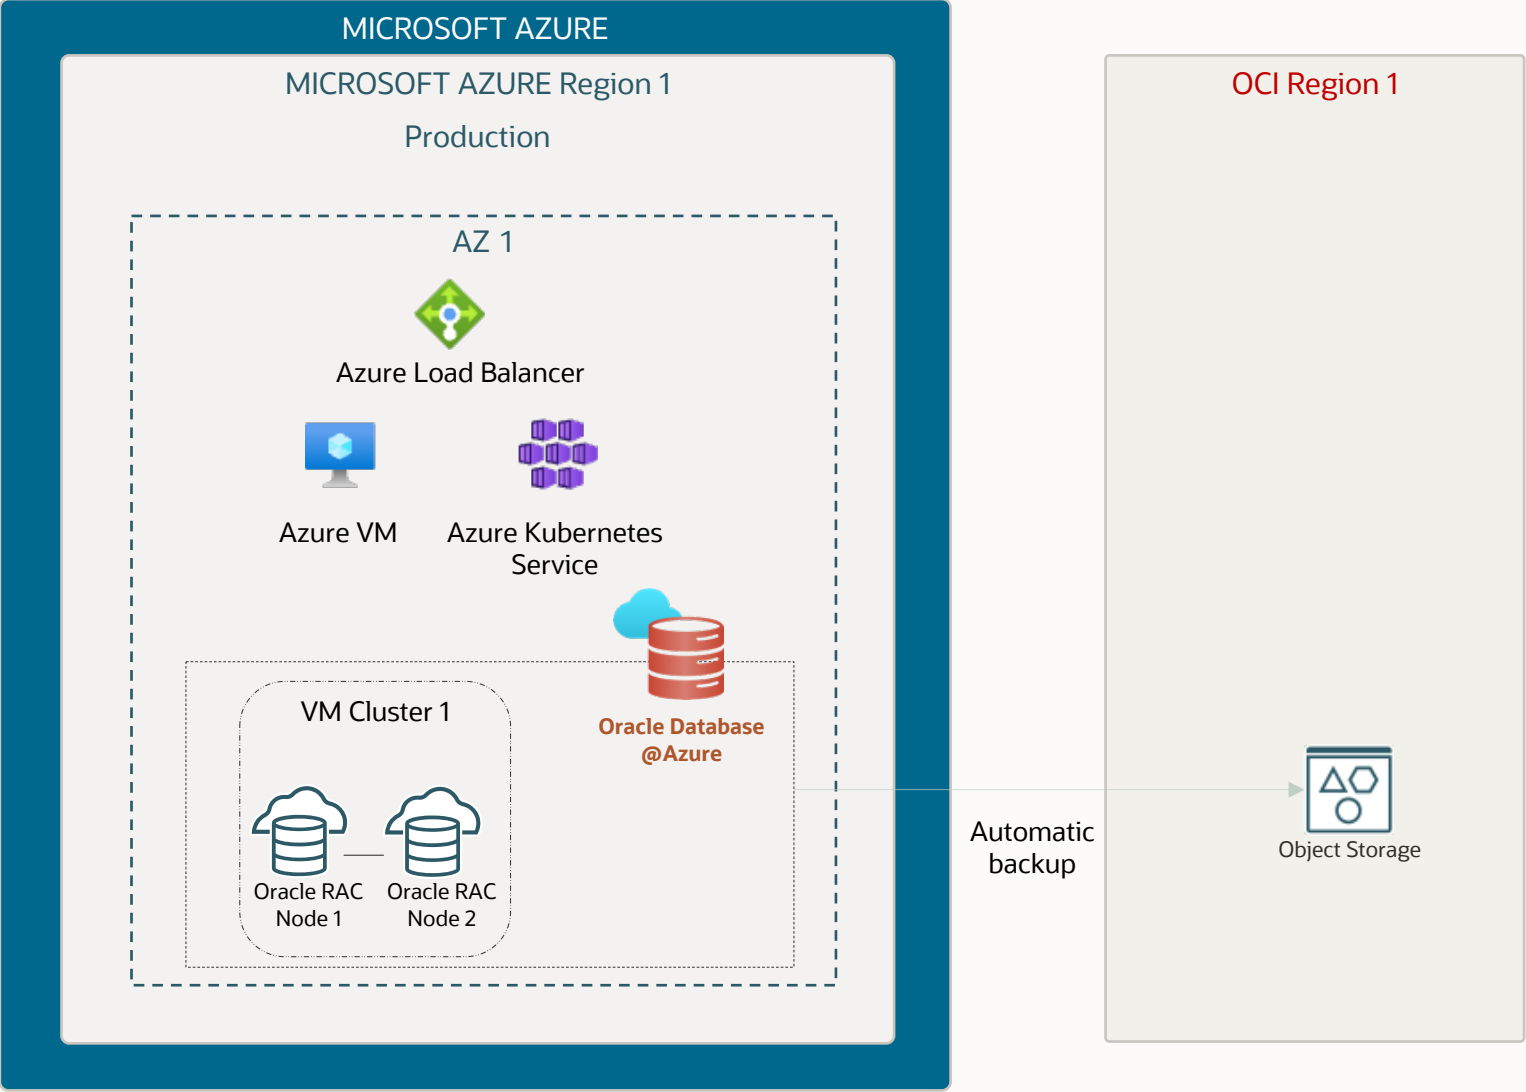 MICROSOFT AZURE
MICROSOFT AZURE Region 1
Production
AZ 1
Azure Load Balancer
Azure VM
Azure Kubernetes
Service
Oracle Database
@Azure
VM Cluster 1
Oracle RAC
Node 1
Oracle RAC
Node 2
Automatic
backup
OCI Region 1
Object Storage